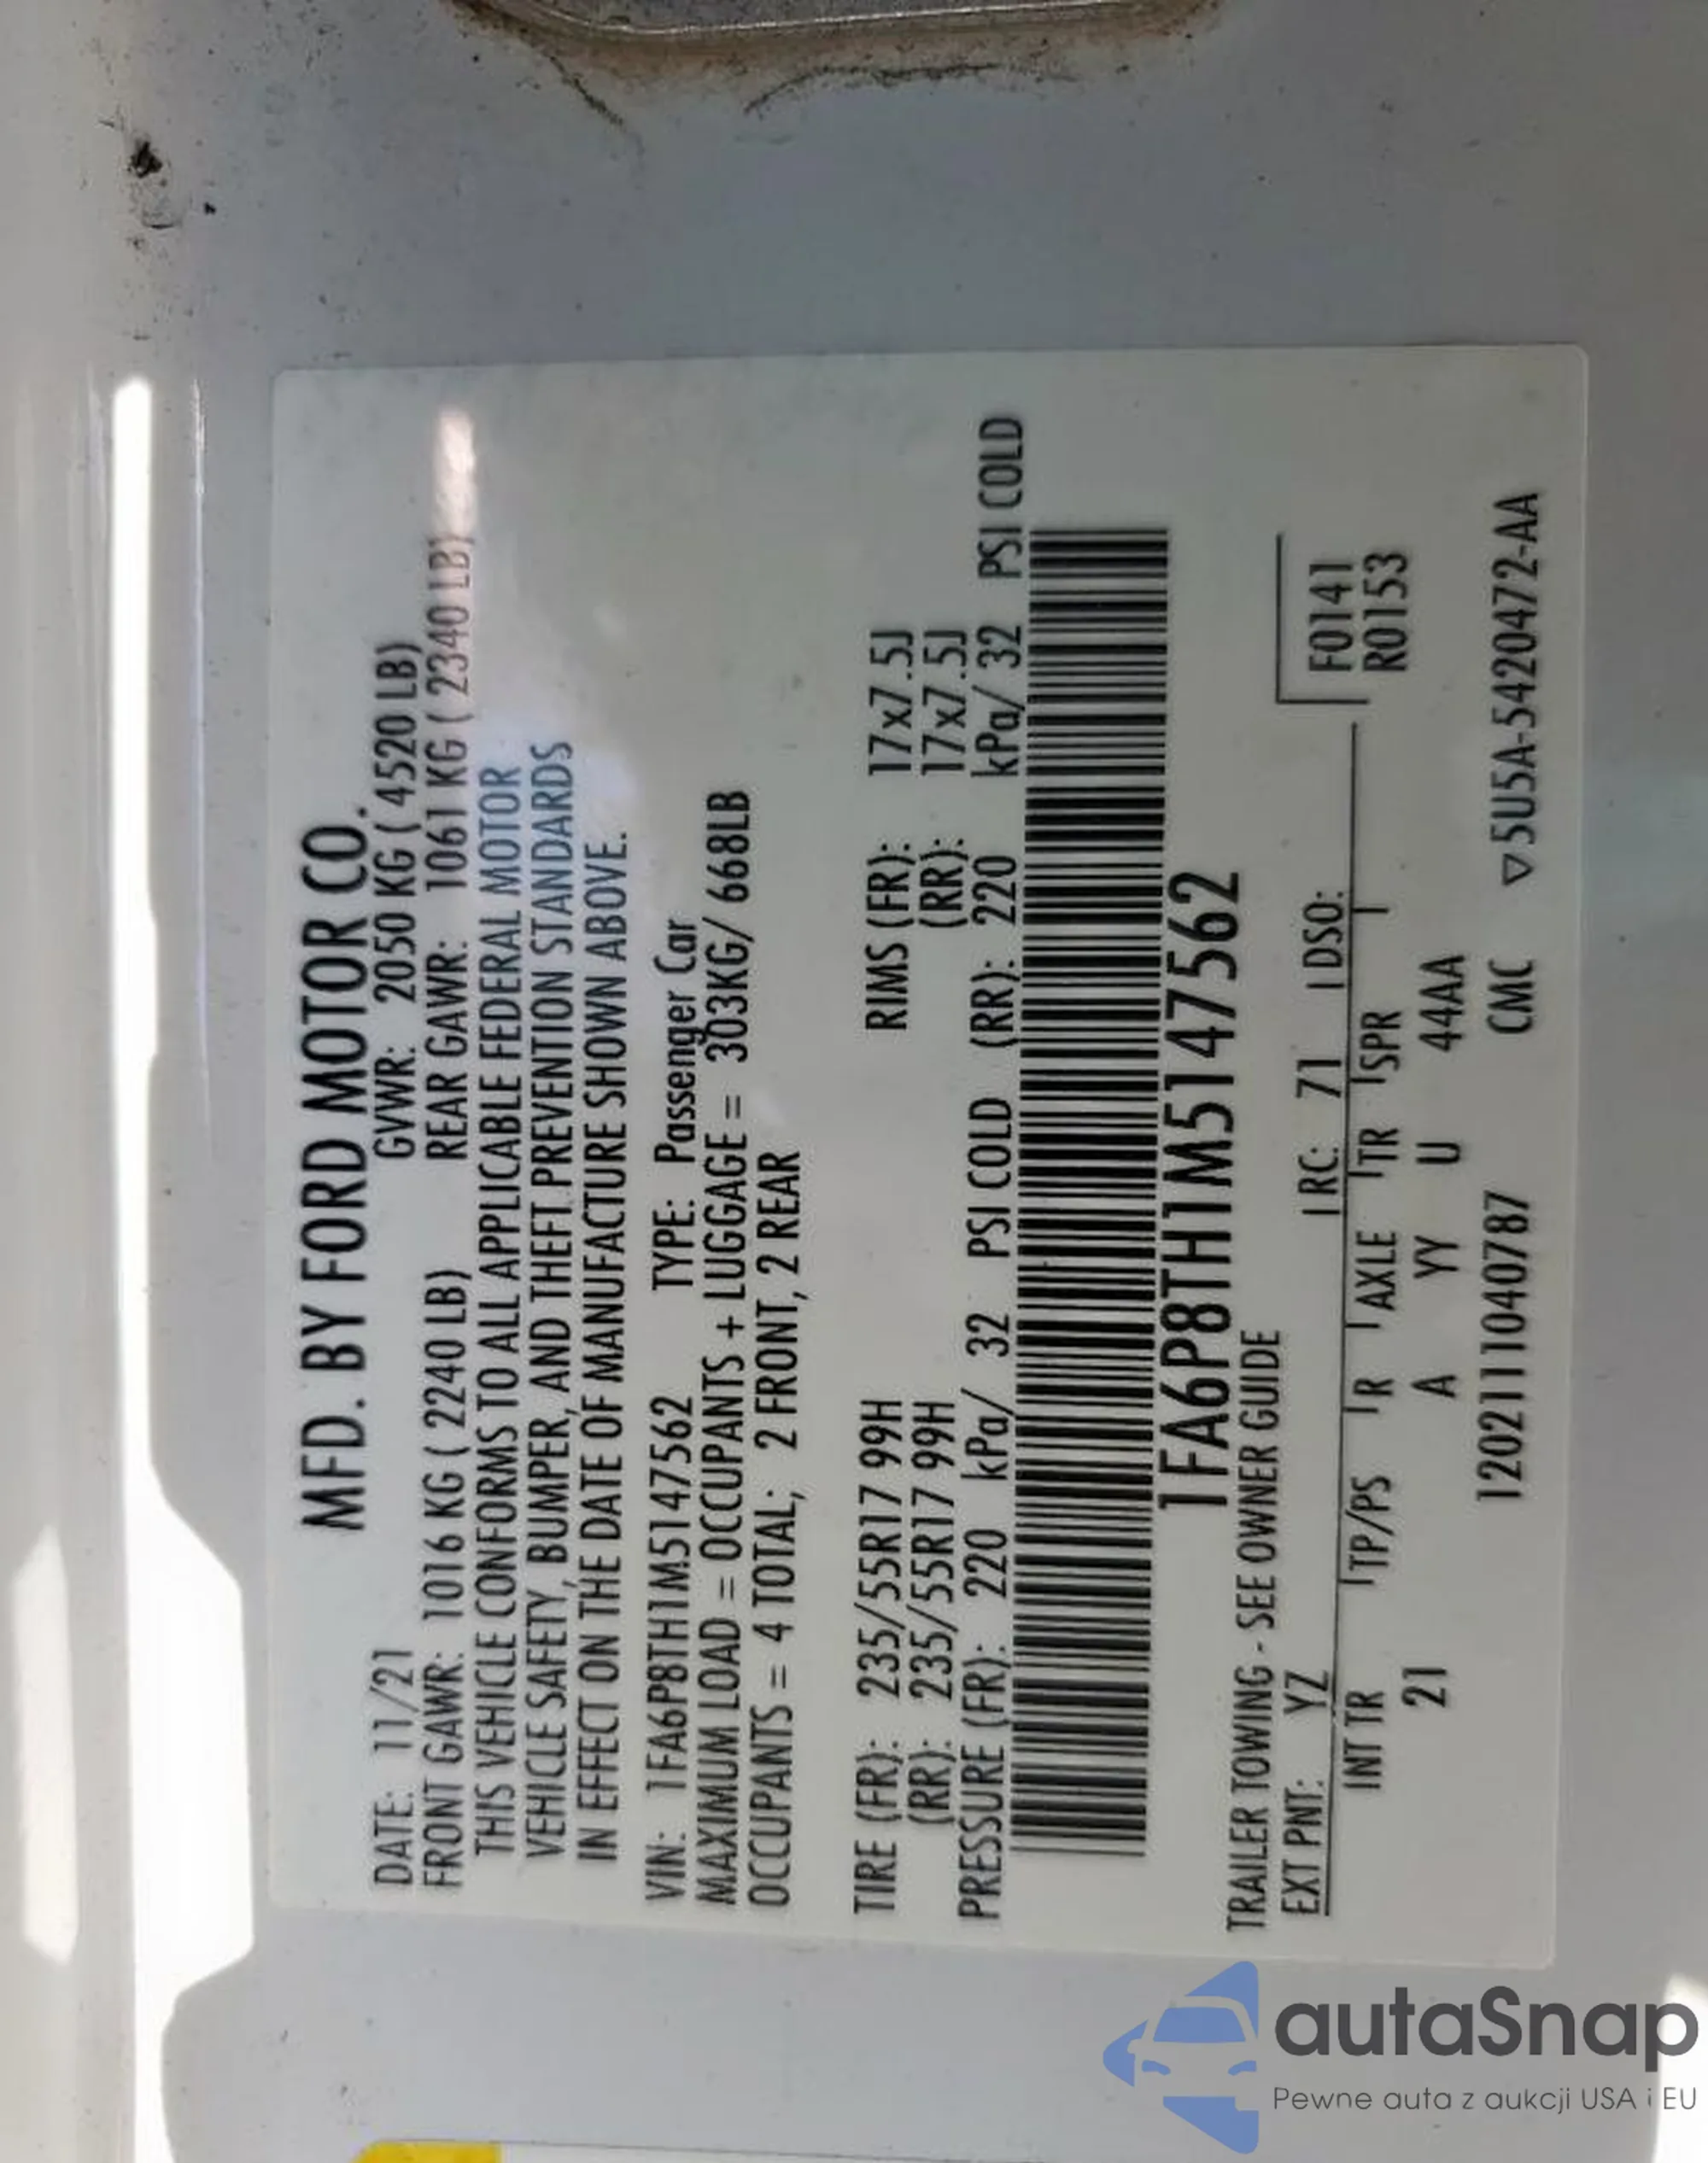 MFD. BY FORD MOTOR CO.
DATE: 11/21 GVWR: 2050 KG ( 4520 LB)
FRONT GAWR: 1016 KG ( 2240 LB) REAR GAWR: 1061 KG ( 2340 LB)
THIS VEHICLE CONFORMS TO ALL APPLICABLE FEDERAL MOTOR
VEHICLE SAFETY, BUMPER, AND THEFT PREVENTION STANDARDS
IN EFFECT ON THE DATE OF MANUFACTURE SHOWN ABOVE.
VIN: 1FA6P8TH1M5147562 TYPE: Passenger Car
MAXIMUM LOAD = OCCUPANTS + LUGGAGE = 303KG/ 668LB
OCCUPANTS = 4 TOTAL; 2 FRONT, 2 REAR
TIRE (FR): 235/55R17 99H RIMS (FR): 17x7.5J
(RR): 235/55R17 99H (RR): 17x7.5J
PRESSURE (FR): 220 kPa/ 32 PSI COLD (RR): 220 kPa/ 32 PSI COLD
1FA6P8TH1M5147562
TRAILER TOWING - SEE OWNER GUIDE
EXT PNT: YZ RC: 71 DSO:
F0141
R0153
INT TR TP/PS R AXLE TR SPR
21 A YY U 44AA
120211040787 CMC ▽5U5A-5420472-AA
autaSnap
Pewne auta z aukcji USA i EU